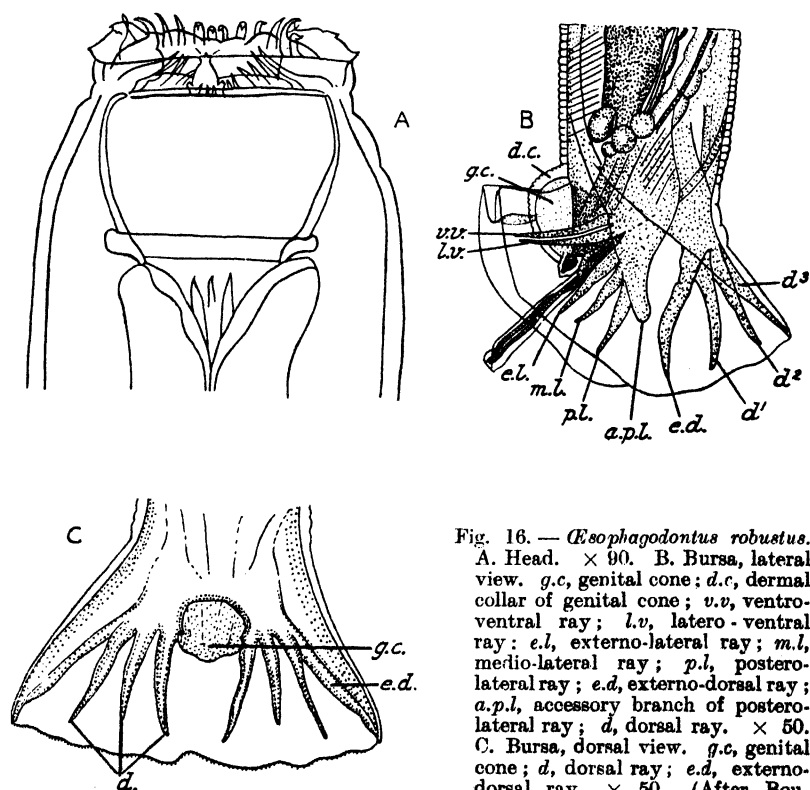 A
B
d.c.
g.c.
v.v.
l.v.
e.l.
m.l.
p.l.
a.p.l.
e.d.
d¹
d²
d³
C
g.c.
e.d.
d.
Fig. 16. — Œsophagodontus robustus.
A. Head. × 90. B. Bursa, lateral
view. g.c, genital cone; d.c, dermal
collar of genital cone; v.v, ventro-
ventral ray; l.v, latero-ventral
ray; e.l, externo-lateral ray; m.l,
medio-lateral ray; p.l, postero-
lateral ray; e.d, externo-dorsal ray;
a.p.l, accessory branch of postero-
lateral ray; d, dorsal ray. × 50.
C. Bursa, dorsal view. g.c, genital
cone; d, dorsal ray; e.d, externo-
dorsal ray. × 50. (After Bou-